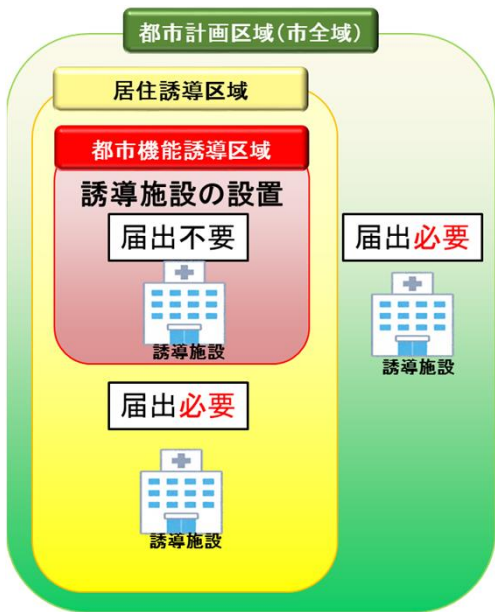 都市計画区域(市全域)
居住誘導区域
都市機能誘導区域
誘導施設の設置
届出不要
誘導施設
届出必要
誘導施設
届出必要
誘導施設